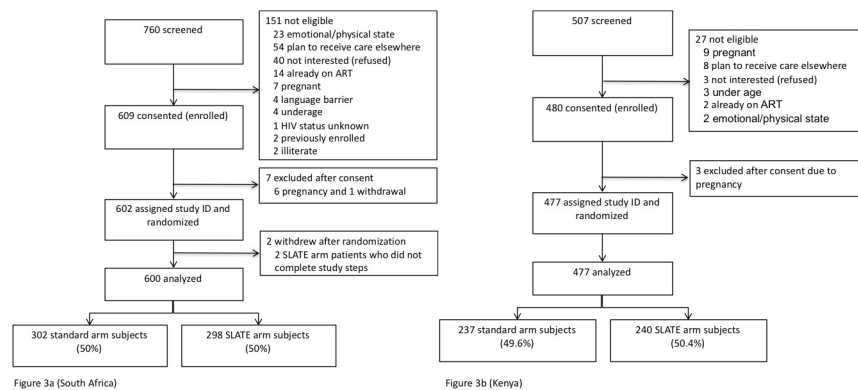 760 screened
151 not eligible
23 emotional/physical state
54 plan to receive care elsewhere
40 not interested (refused)
14 already on ART
7 pregnant
4 language barrier
4 underage
1 HIV status unknown
2 previously enrolled
2 illiterate
609 consented (enrolled)
7 excluded after consent
6 pregnancy and 1 withdrawal
602 assigned study ID and
randomized
2 withdrew after randomization
2 SLATE arm patients who did not
complete study steps
600 analyzed
302 standard arm subjects
(50%)
298 SLATE arm subjects
(50%)
Figure 3a (South Africa)
507 screened
27 not eligible
9 pregnant
8 plan to receive care elsewhere
3 not interested (refused)
3 under age
2 already on ART
2 emotional/physical state
480 consented (enrolled)
3 excluded after consent due to
pregnancy
477 assigned study ID and
randomized
477 analyzed
237 standard arm subjects
(49.6%)
240 SLATE arm subjects
(50.4%)
Figure 3b (Kenya)